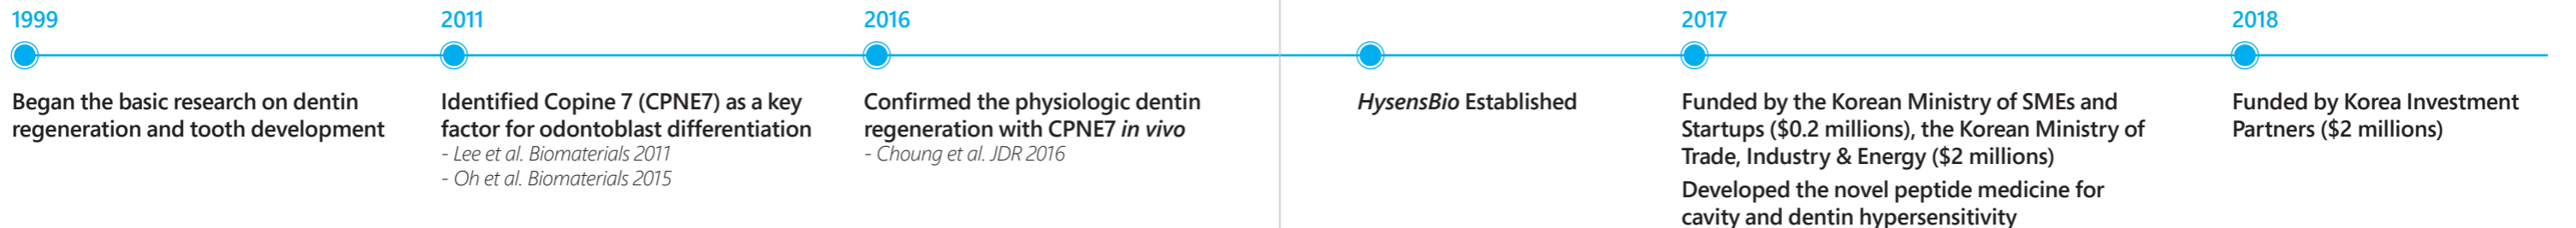 1999
Began the basic research on dentin
regeneration and tooth development
2011
Identified Copine 7 (CPNE7) as a key
factor for odontoblast differentiation
- Lee et al. Biomaterials 2011
- Oh et al. Biomaterials 2015
2016
Confirmed the physiologic dentin
regeneration with CPNE7 in vivo
- Choung et al. JDR 2016
HysensBio Established
2017
Funded by the Korean Ministry of SMEs and
Startups ($0.2 millions), the Korean Ministry of
Trade, Industry & Energy ($2 millions)
Developed the novel peptide medicine for
cavity and dentin hypersensitivity
2018
Funded by Korea Investment
Partners ($2 millions)